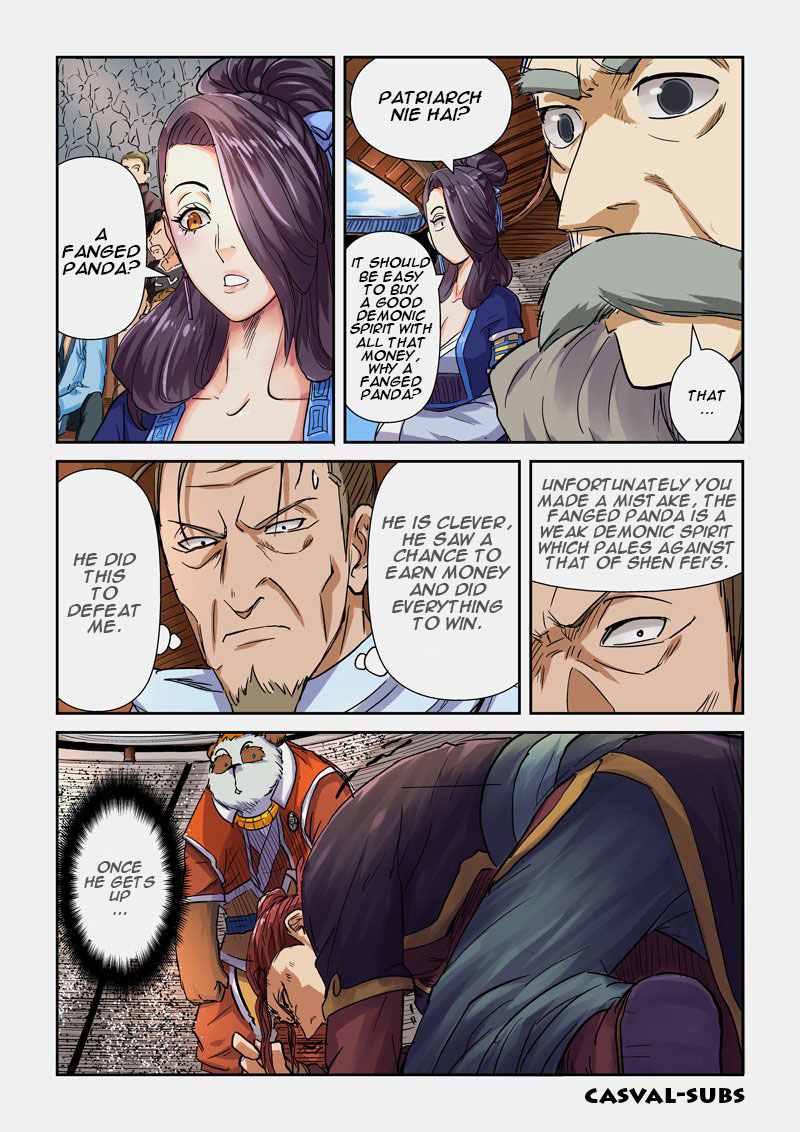 A
FANGED
PANDA?
PATRIARCH
NIE HAI?
IT SHOULD
BE EASY
TO BUY
A GOOD
DEMONIC
SPIRIT WITH
ALL THAT
MONEY,
WHY A
FANGED
PANDA?
THAT
...
HE DID
THIS
TO
DEFEAT
ME.
HE IS CLEVER,
HE SAW A
CHANCE TO
EARN MONEY
AND DID
EVERYTHING
TO WIN.
UNFORTUNATELY YOU
MADE A MISTAKE, THE
FANGED PANDA IS A
WEAK DEMONIC SPIRIT
WHICH PALES AGAINST
THAT OF SHEN FEI'S.
ONCE
HE GETS
UP
...
CASVAL-SUBS